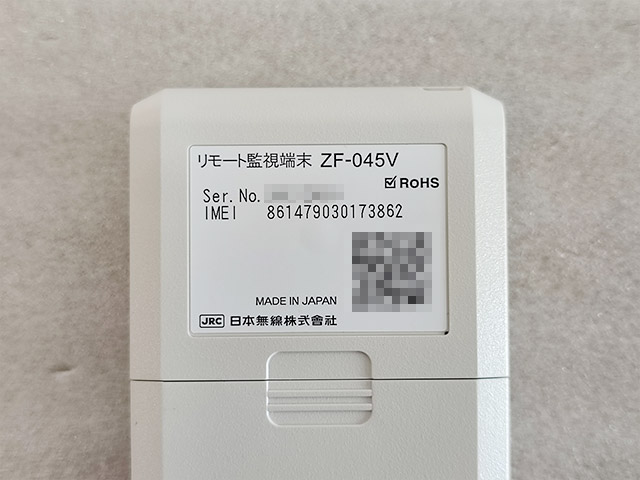 リモート監視端末 ZF-045V
☑RoHS
Ser.No.
IMEI 861479030173862
MADE IN JAPAN
JRC 日本無線株式會社